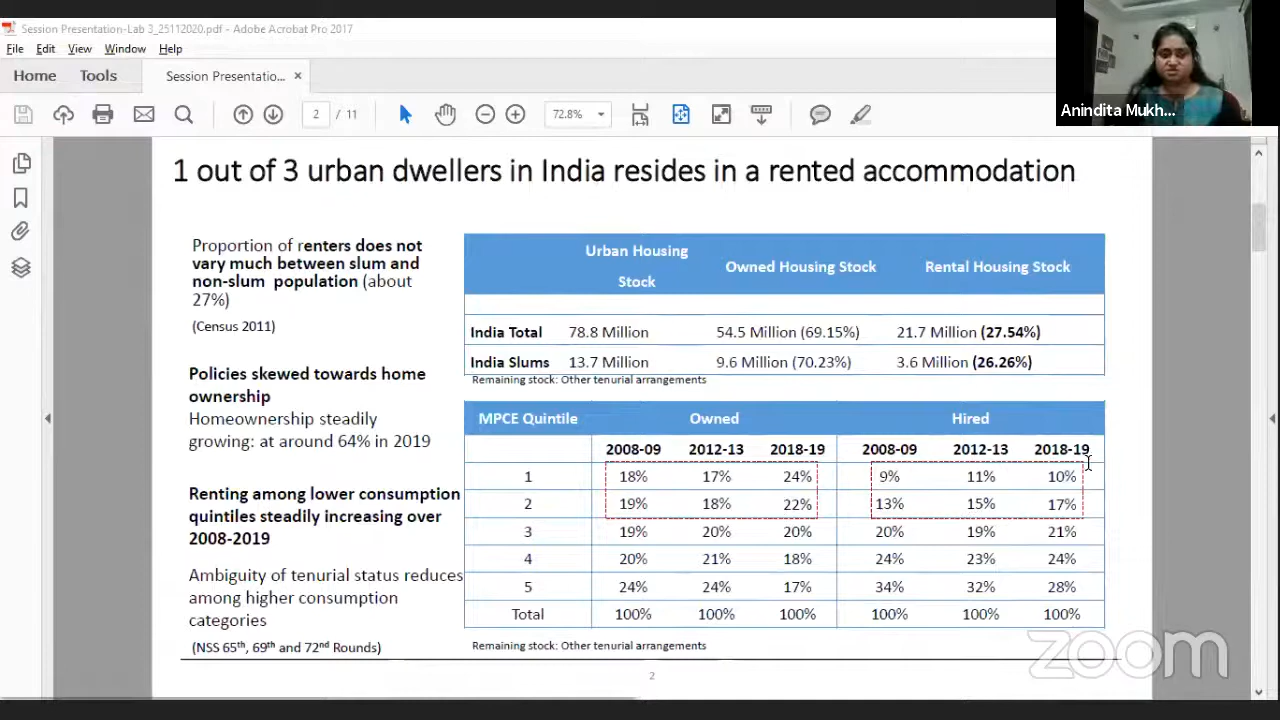 Session Presentation-Lab 3_25112020.pdf - Adobe Acrobat Pro 2017
File Edit View Window Help
Home Tools Session Presentatio... ×
2 / 11 72.8%
Anindita Mukh...
1 out of 3 urban dwellers in India resides in a rented accommodation
Proportion of renters does not
vary much between slum and
non-slum population (about
27%)
(Census 2011)
Policies skewed towards home
ownership
Homeownership steadily
growing: at around 64% in 2019
Renting among lower consumption
quintiles steadily increasing over
2008-2019
Ambiguity of tenurial status reduces
among higher consumption
categories
(NSS 65th, 69th and 72nd Rounds)
Urban Housing
Stock
Owned Housing Stock Rental Housing Stock
India Total 78.8 Million 54.5 Million (69.15%) 21.7 Million (27.54%)
India Slums 13.7 Million 9.6 Million (70.23%) 3.6 Million (26.26%)
Remaining stock: Other tenurial arrangements
MPCE Quintile Owned Hired
2008-09 2012-13 2018-19 2008-09 2012-13 2018-19
1 18% 17% 24% 9% 11% 10%
2 19% 18% 22% 13% 15% 17%
3 19% 20% 20% 20% 19% 21%
4 20% 21% 18% 24% 23% 24%
5 24% 24% 17% 34% 32% 28%
Total 100% 100% 100% 100% 100% 100%
Remaining stock: Other tenurial arrangements
2
zoom